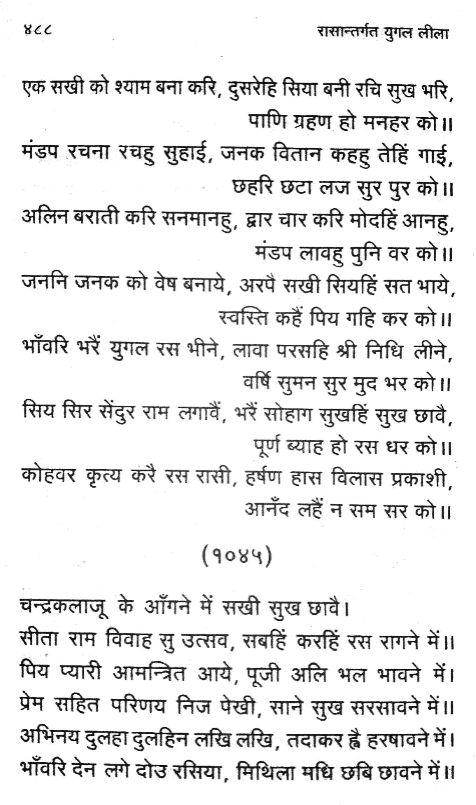 ४८८ रासान्तर्गत युगल लीला
एक सखी को श्याम बना करि, दुसरेहि सिया बनी रचि सुख भरि,
पाणि ग्रहण हो मनहर को॥
मंडप रचना रचहु सुहाई, जनक वितान कहहु तेहिं गाई,
छहरि छटा लज सुर पुर को॥
अलिन बराती करि सनमानहु, द्वार चार करि मोदहिं आनहु,
मंडप लावहु पुनि वर को॥
जननि जनक को वेष बनाये, अरपै सखी सियहिं सत भाये,
स्वस्ति कहैं पिय गहि कर को॥
भाँवरि भरैं युगल रस भीने, लावा परसहि श्री निधि लीने,
वर्षि सुमन सुर मुद भर को॥
सिय सिर सेंदुर राम लगावैं, भरैं सोहाग सुखहिं सुख छावै,
पूर्ण ब्याह हो रस धर को॥
कोहवर कृत्य करै रस रासी, हर्षण हास विलास प्रकाशी,
आनँद लहैं न सम सर को॥
(१०४५)
चन्द्रकलाजू के आँगने में सखी सुख छावै।
सीता राम विवाह सु उत्सव, सबहिं करहिं रस रागने में॥
पिय प्यारी आमन्त्रित आये, पूजी अलि भल भावने में।
प्रेम सहित परिणय निज पेखी, साने सुख सरसावने में॥
अभिनय दुलहा दुलहिन लखि लखि, तदाकर ह्वै हरषावने में।
भाँवरि देन लगे दोउ रसिया, मिथिला मधि छबि छावने में॥